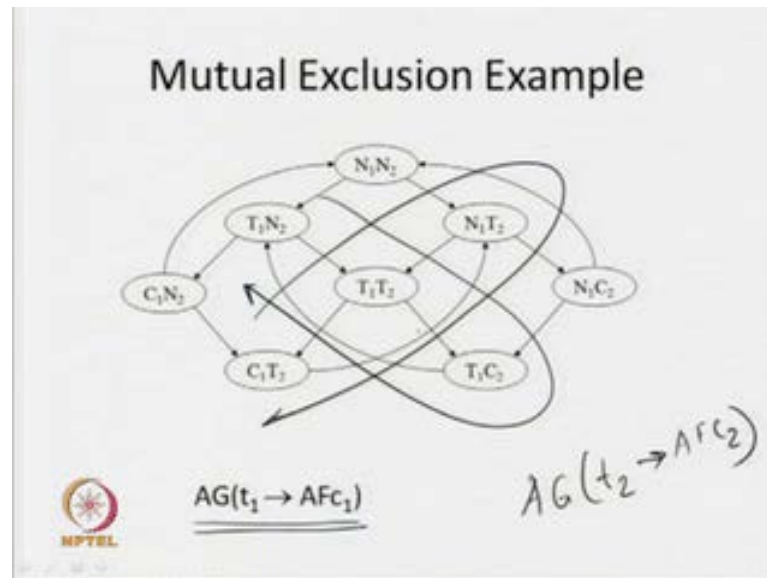 Mutual Exclusion Example
N₁N₂
T₁N₂ N₁T₂
C₁N₂ T₁T₂ N₁C₂
C₁T₂ T₁C₂
AG(t₁ → AFc₁)
AG(t₂ → AFC₂)
NPTEL